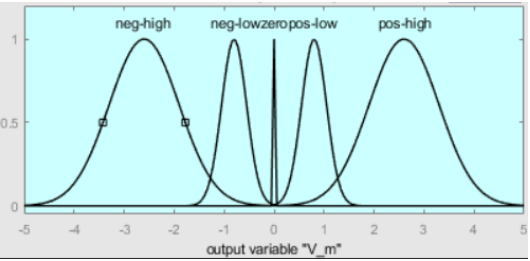 neg-high neg-lowzeropos-low pos-high
1
0.5
0
-5 -4 -3 -2 -1 0 1 2 3 4 5
output variable "V_m"